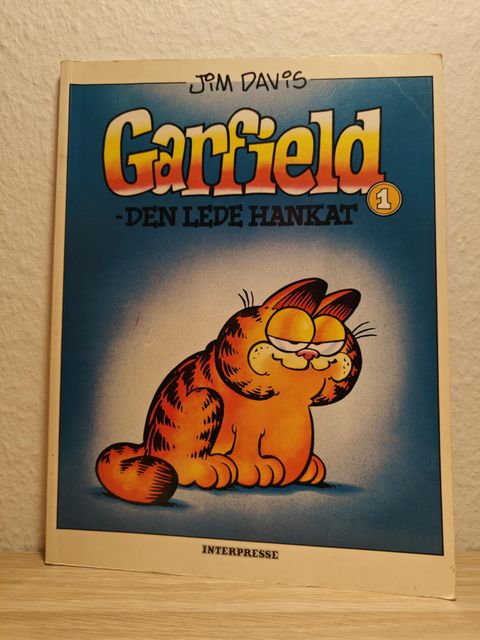 JIM DAVIS
Garfield
-DEN LEDE HANKAT
1
INTERPRESSE